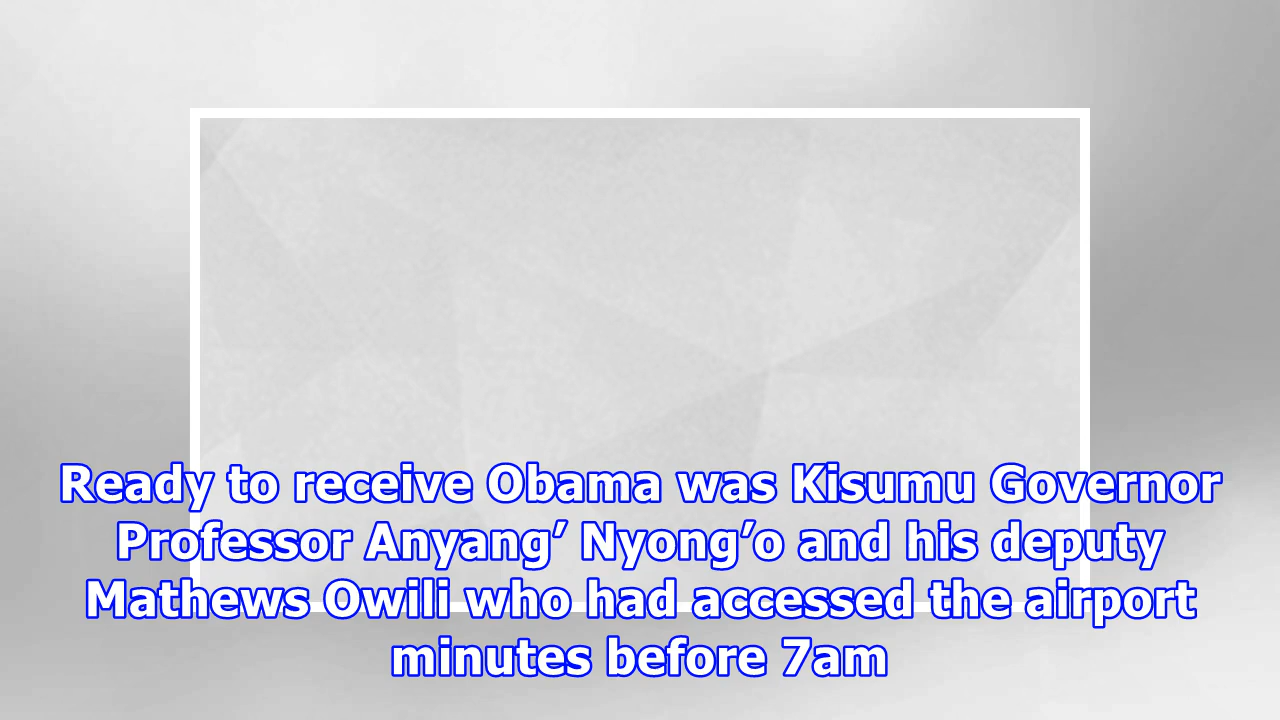 Ready to receive Obama was Kisumu Governor
Professor Anyang’ Nyong’o and his deputy
Mathews Owili who had accessed the airport
minutes before 7am